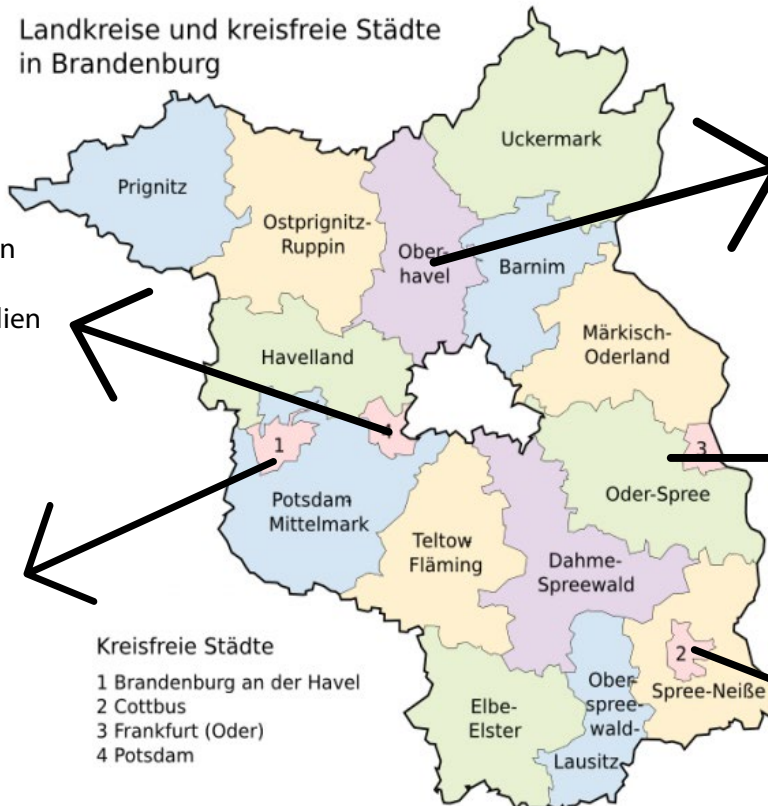 Landkreise und kreisfreie Städte
in Brandenburg
Uckermark
Prignitz
Ostprignitz-
Ruppin
Ober-
havel
Barnim
n
lien
Märkisch-
Oderland
Havelland
4
1
3
Potsdam
Mittelmark
Oder-Spree
Teltow
Fläming
Dahme-
Spreewald
2
Spree-Neiße
Ober-
spree-
wald-
Lausitz
Elbe-
Elster
Kreisfreie Städte
1 Brandenburg an der Havel
2 Cottbus
3 Frankfurt (Oder)
4 Potsdam